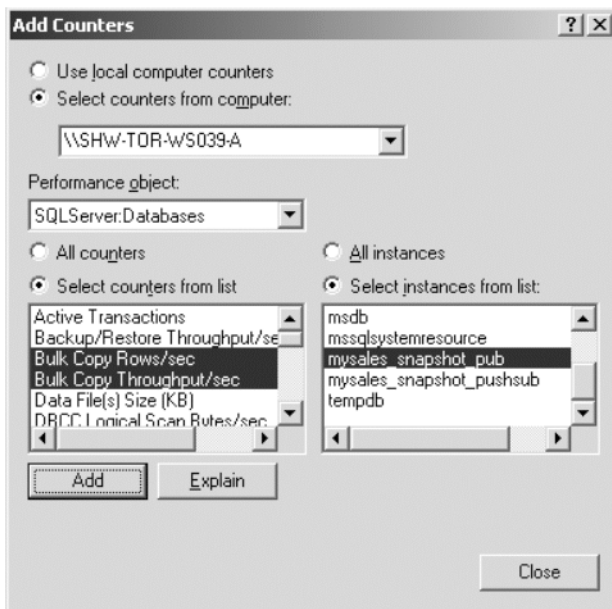 Add Counters
Use local computer counters
Select counters from computer:
\\SHW-TOR-WS039-A
Performance object:
SQLServer:Databases
All counters
All instances
Select counters from list
Select instances from list:
Active Transactions
Backup/Restore Throughput/se
Bulk Copy Rows/sec
Bulk Copy Throughput/sec
Data File(s) Size (KB)
DBCC Logical Scan Bytes/sec
msdb
mssqlsystemresource
mysales_snapshot_pub
mysales_snapshot_pushsub
tempdb
Add
Explain
Close